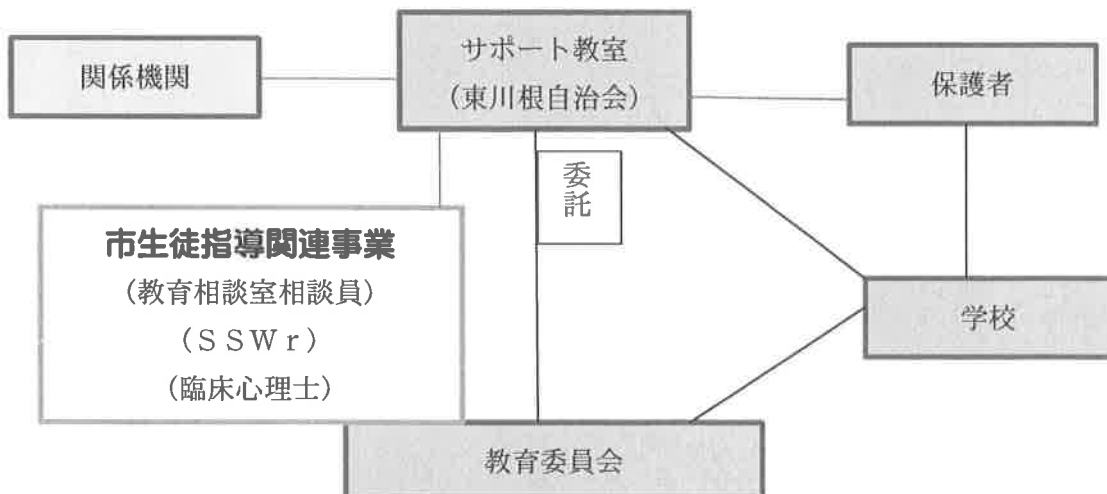 サポート教室
(東川根自治会)
関係機関
保護者
委託
市生徒指導関連事業
(教育相談室相談員)
(SSWr)
(臨床心理士)
学校
教育委員会